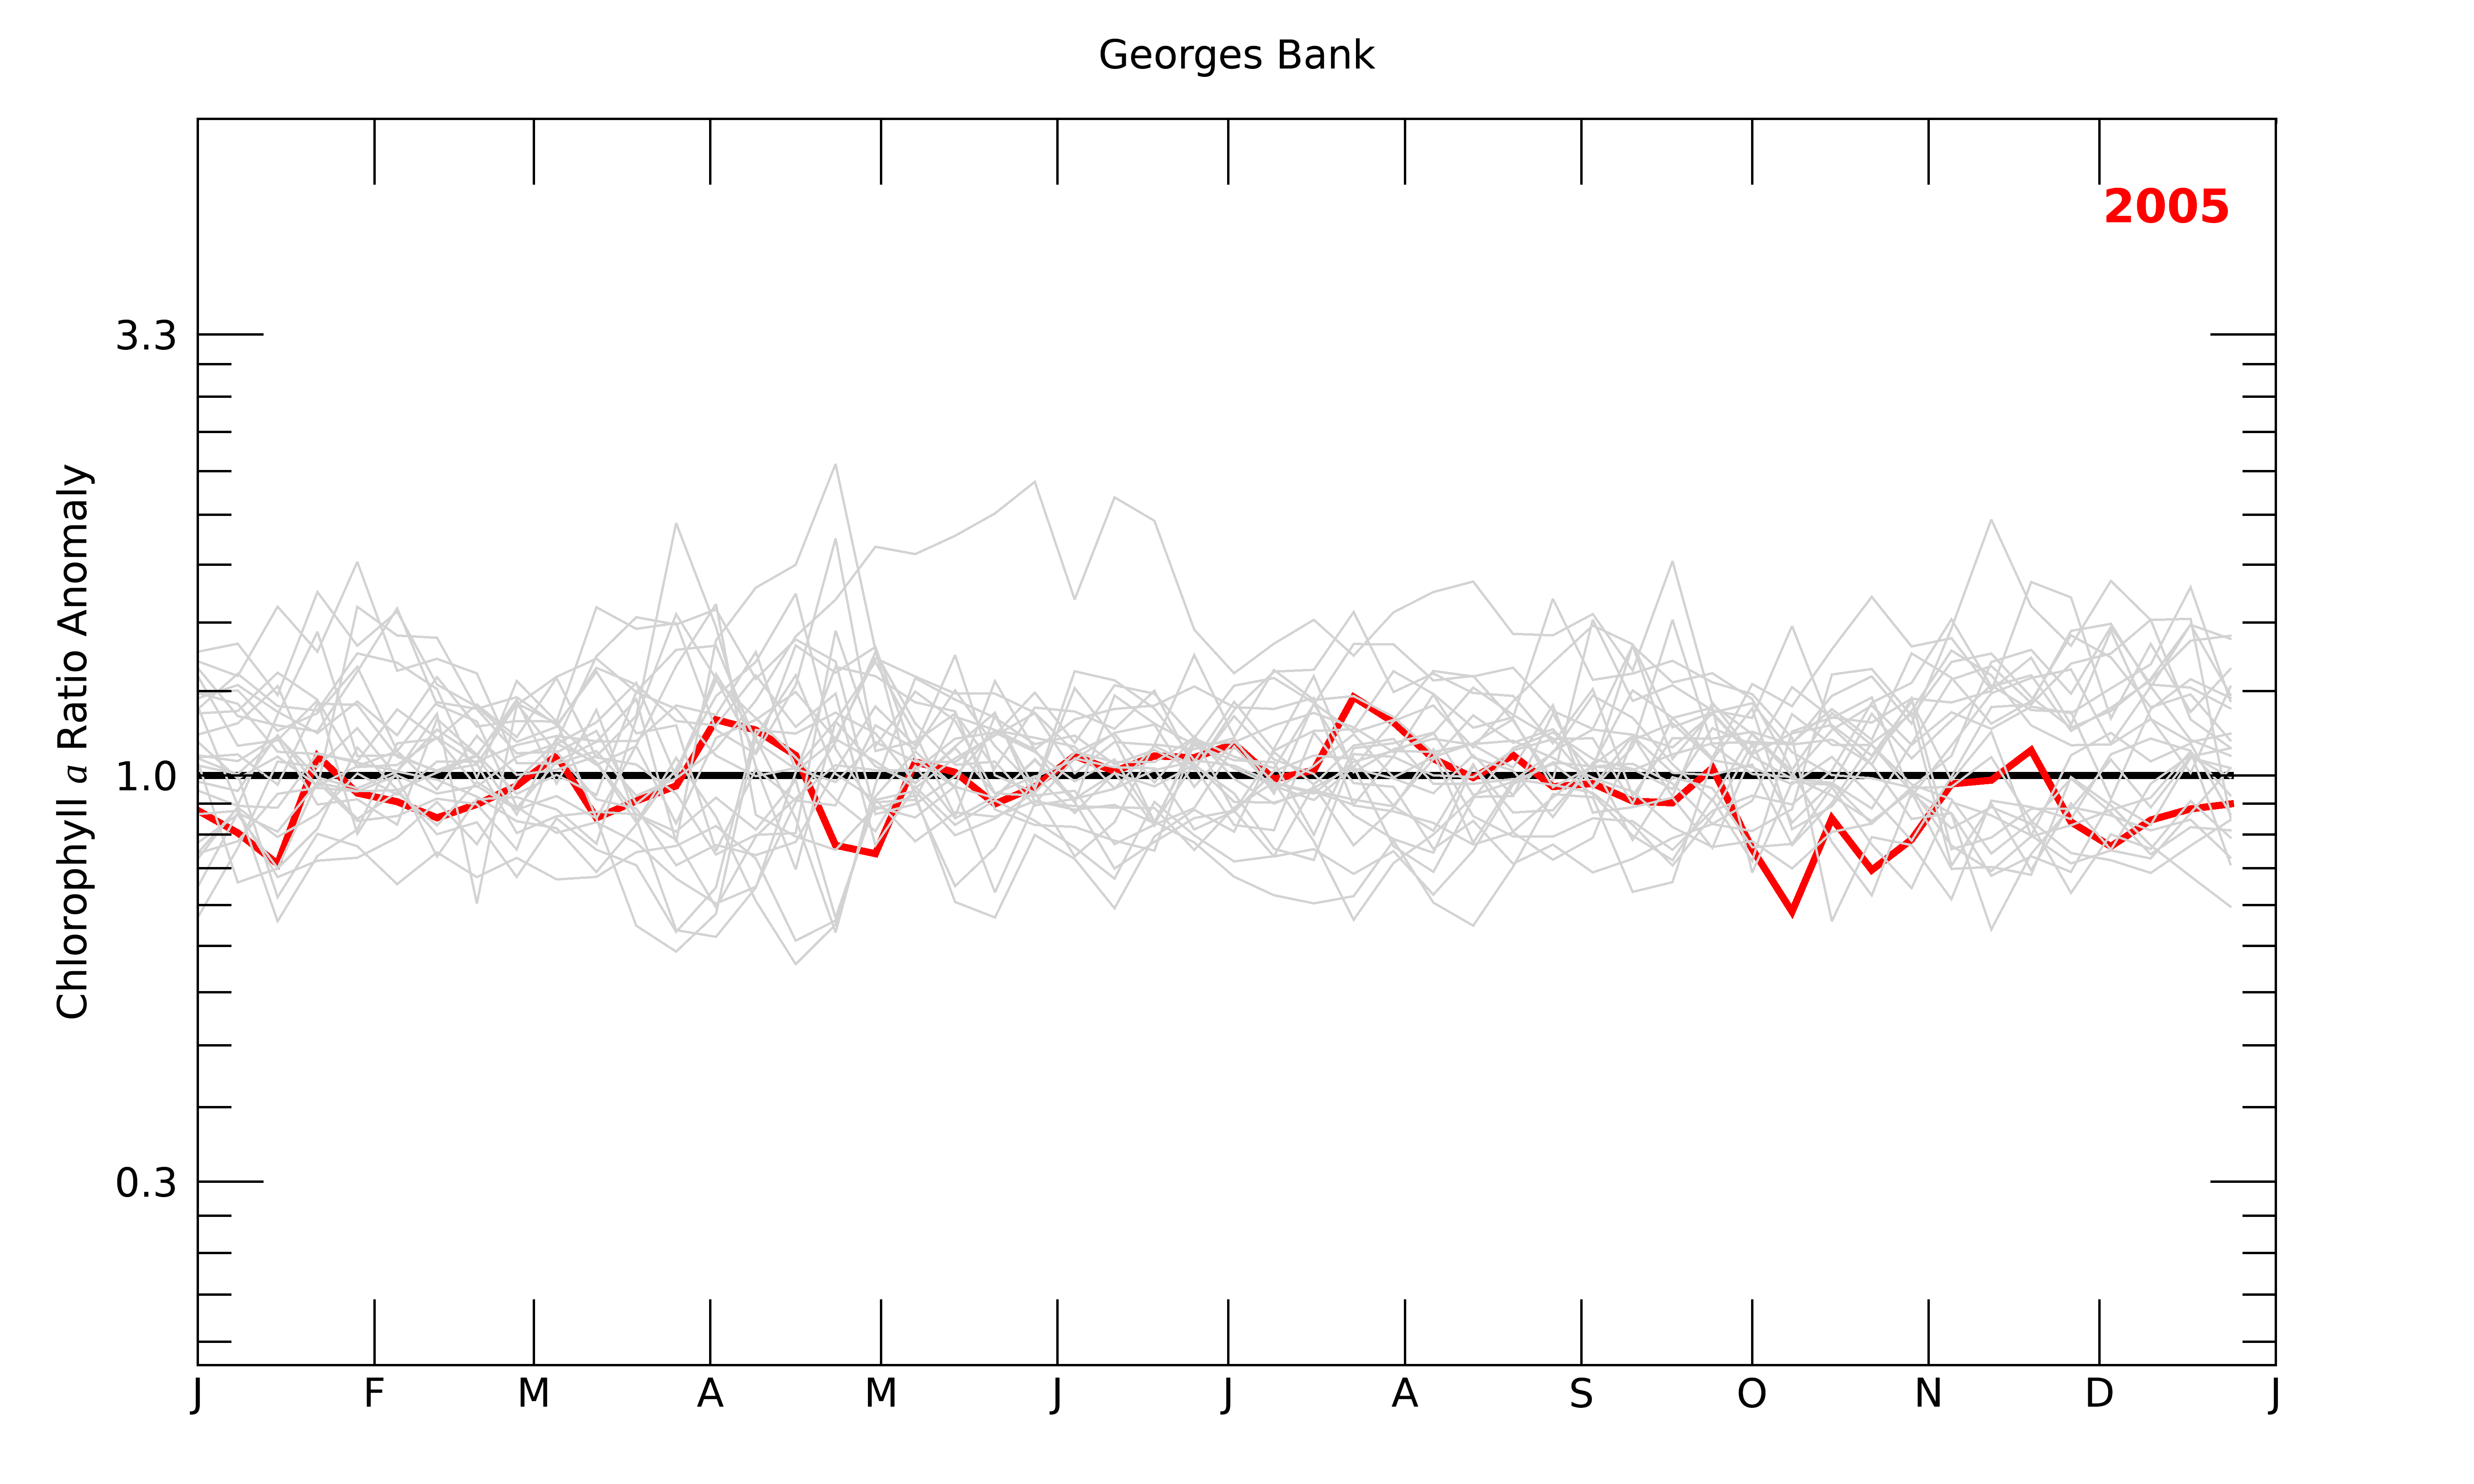 Georges Bank
2005
3.3
1.0
0.3
Chlorophyll a Ratio Anomaly
J F M A M J J A S O N D J